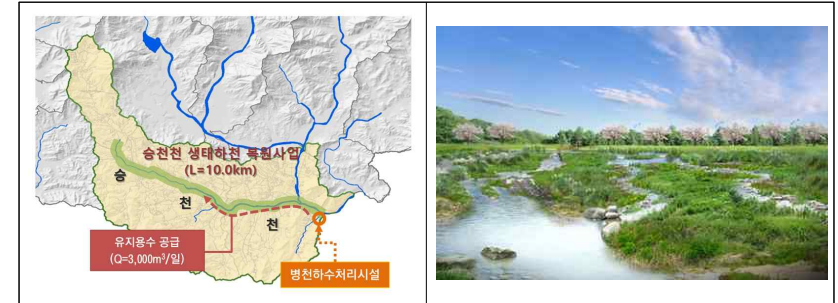 승천천 생태하천 복원사업
(L=10.0km)
승
천
천
유지용수 공급
(Q=3,000m³/일)
병천하수처리시설